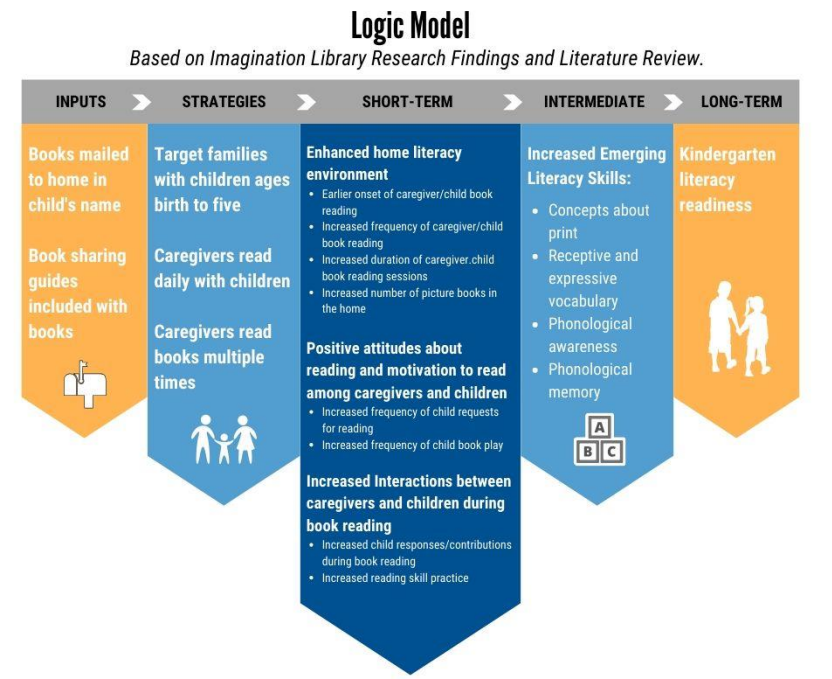 Logic Model
Based on Imagination Library Research Findings and Literature Review.
INPUTS
STRATEGIES
SHORT-TERM
INTERMEDIATE
LONG-TERM
Books mailed
to home in
child's name
Book sharing
guides
included with
books
Target families
with children ages
birth to five
Caregivers read
daily with children
Caregivers read
books multiple
times
Enhanced home literacy
environment
• Earlier onset of caregiver/child book
reading
• Increased frequency of caregiver/child
book reading
• Increased duration of caregiver.child
book reading sessions
• Increased number of picture books in
the home
Positive attitudes about
reading and motivation to read
among caregivers and children
• Increased frequency of child requests
for reading
• Increased frequency of child book play
Increased Interactions between
caregivers and children during
book reading
• Increased child responses/contributions
during book reading
• Increased reading skill practice
Increased Emerging
Literacy Skills:
• Concepts about
print
• Receptive and
expressive
vocabulary
• Phonological
awareness
• Phonological
memory
A
B C
Kindergarten
literacy
readiness